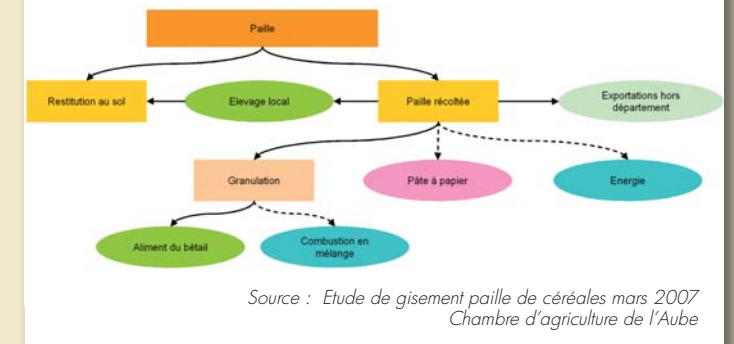 Paille
Restitution au sol
Elevage local
Paille récoltée
Exportations hors
département
Granulation
Pâte à papier
Energie
Aliment du bétail
Combustion en
mélange
Source : Etude de gisement paille de céréales mars 2007
Chambre d'agriculture de l'Aube